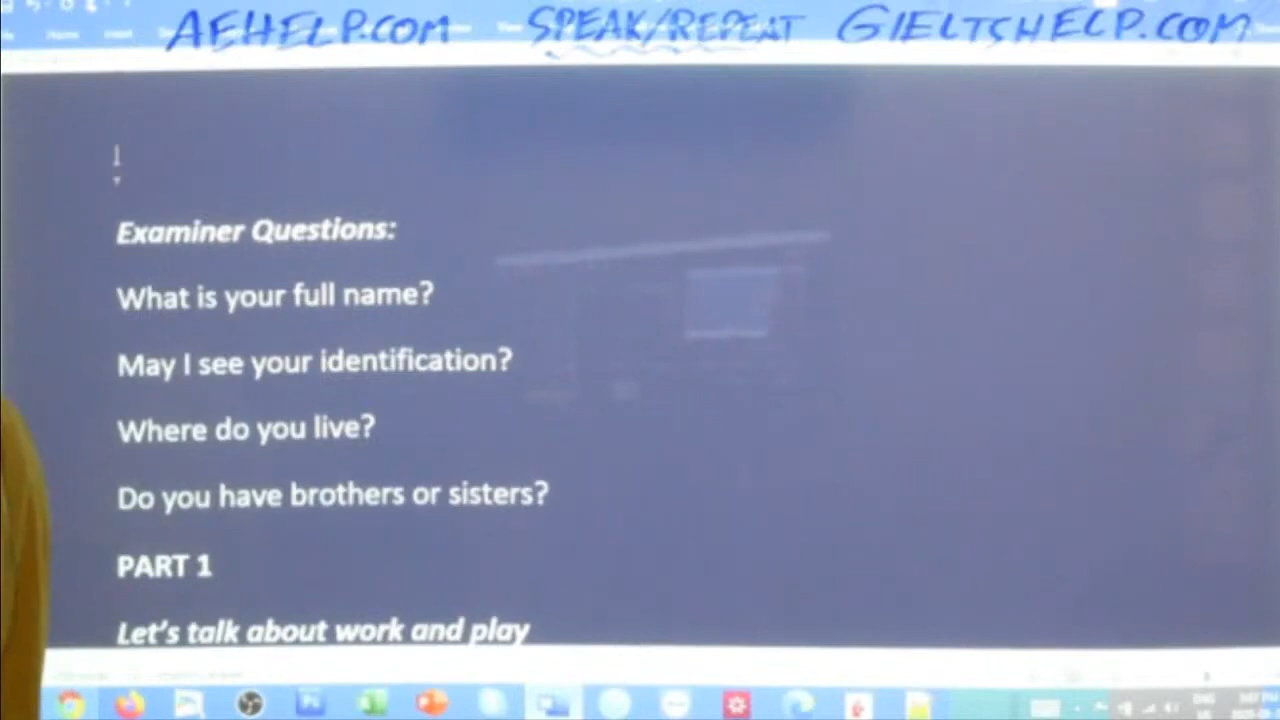 AEHELP.COM SPEAK/REPEAT GIELTSHELP.COM
Examiner Questions:
What is your full name?
May I see your identification?
Where do you live?
Do you have brothers or sisters?
PART 1
Let's talk about work and play